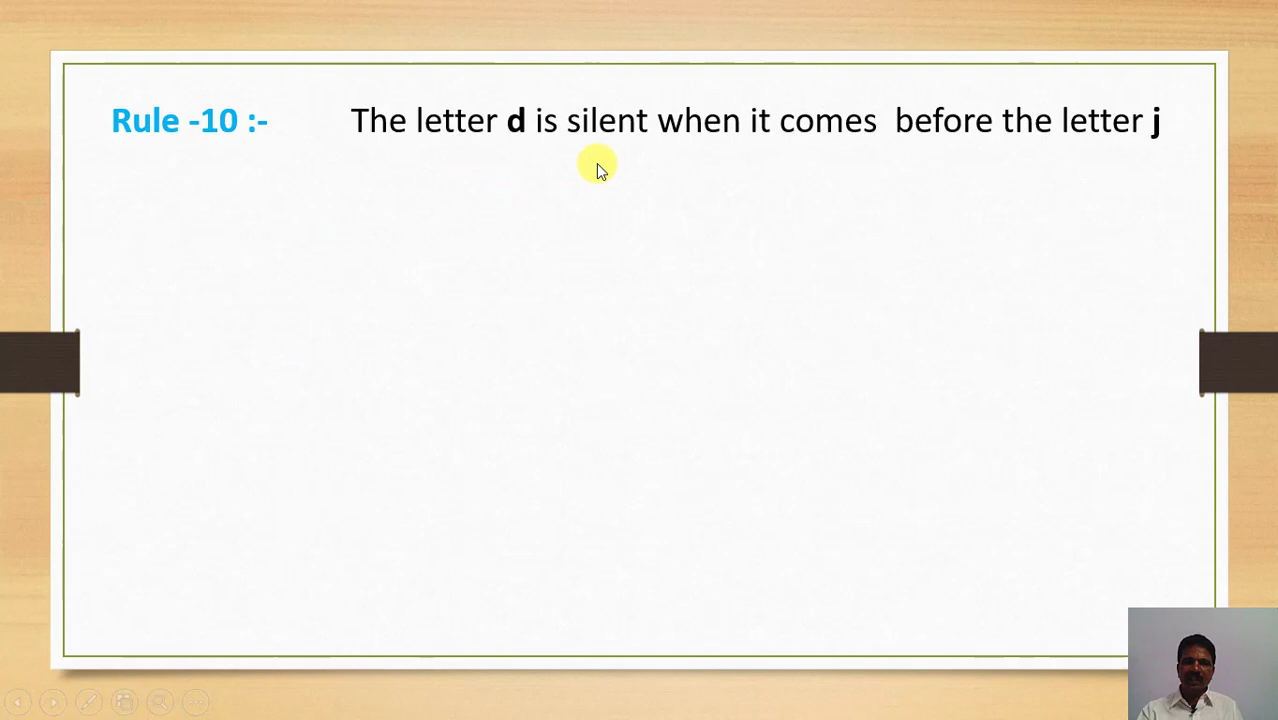 Rule -10 :- The letter d is silent when it comes before the letter j